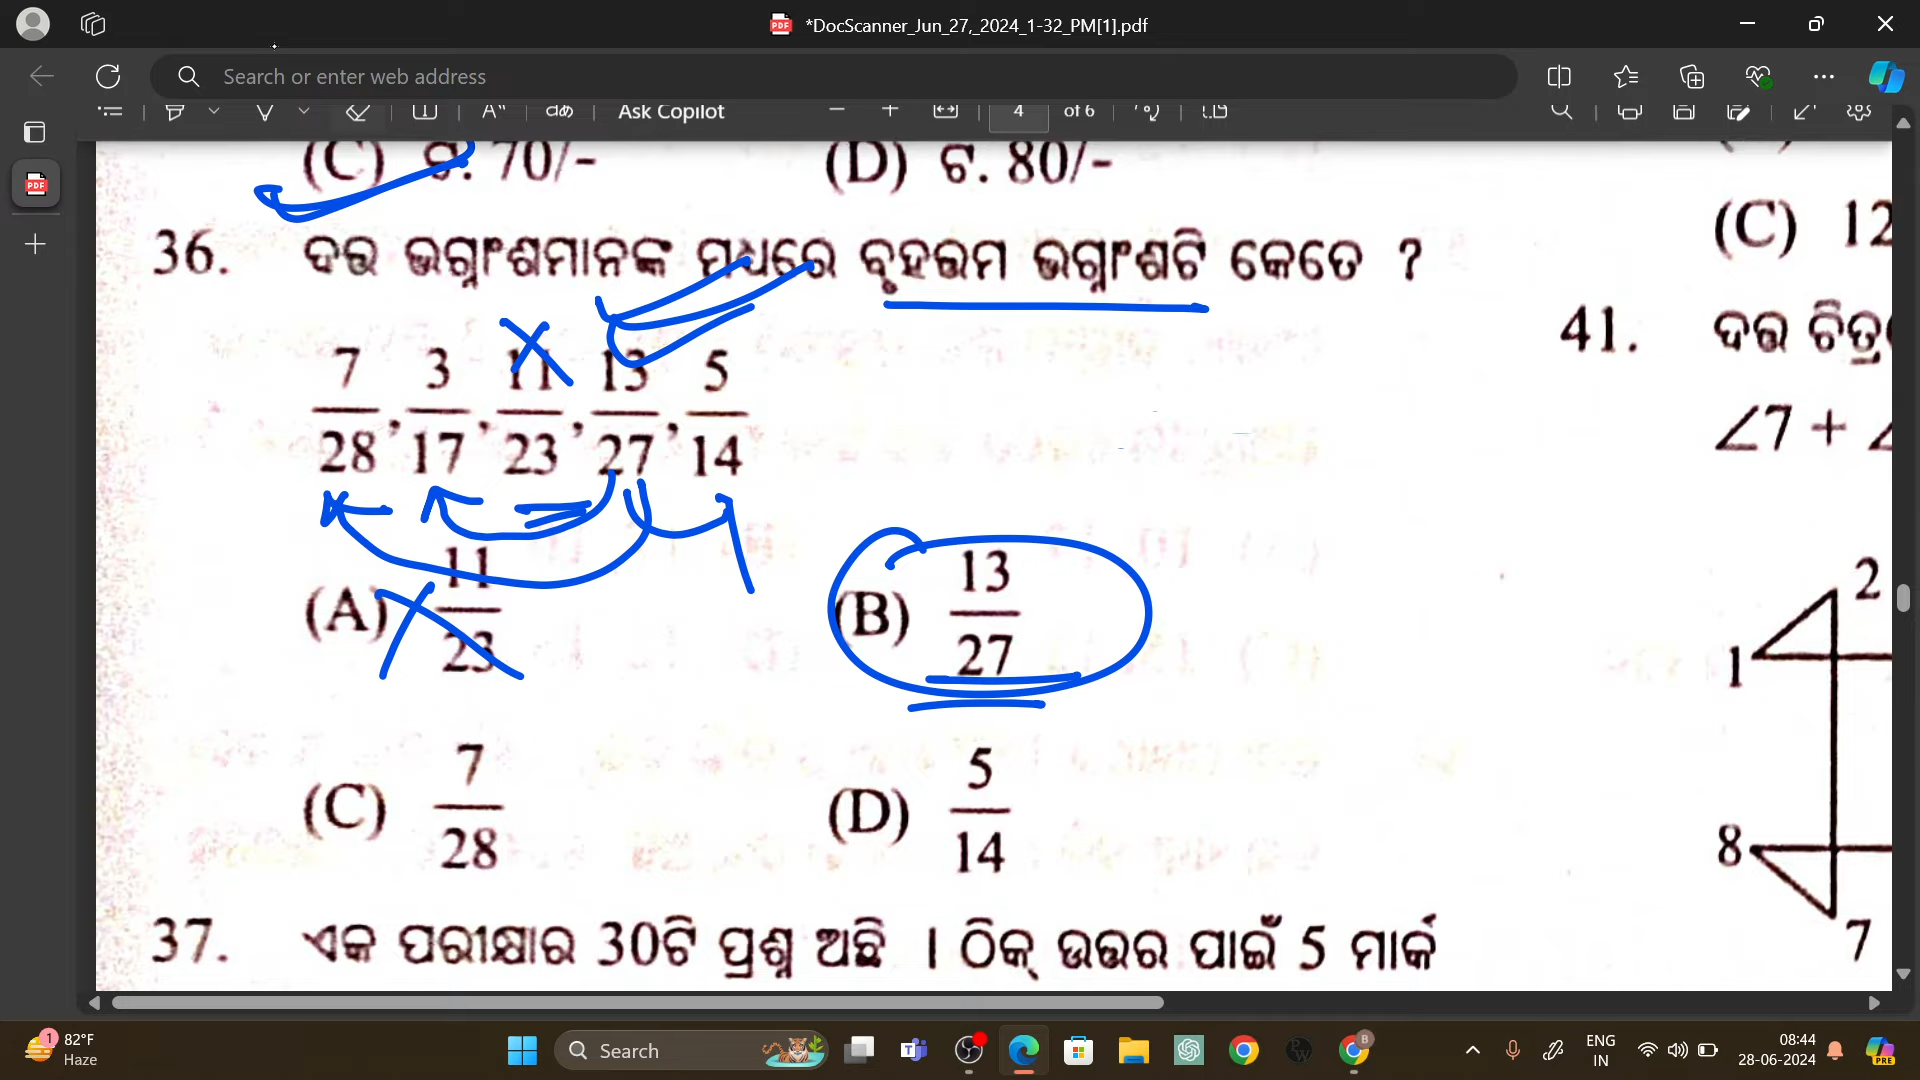 *DocScanner_Jun_27,_2024_1-32_PM[1].pdf
Search or enter web address
Ask Copilot
4 of 6
(C) ଟ. 70/- (D) ଟ. 80/-
36. ଦତ୍ତ ଭଗ୍ନାଂଶମାନଙ୍କ ମଧ୍ୟରେ ବୃହତ୍ତମ ଭଗ୍ନାଂଶଟି କେତେ ?
7/28, 3/17, 11/23, 13/27, 5/14
(A) 11/23 (B) 13/27
(C) 7/28 (D) 5/14
37. ଏକ ପରୀକ୍ଷାର 30ଟି ପ୍ରଶ୍ନ ଅଛି । ଠିକ୍ ଉତ୍ତର ପାଇଁ 5 ମାର୍କ
(C) 12
41. ଦତ୍ତ
∠7 +
2
1
8
7
82°F
Haze
Search
ENG
IN
08:44
28-06-2024